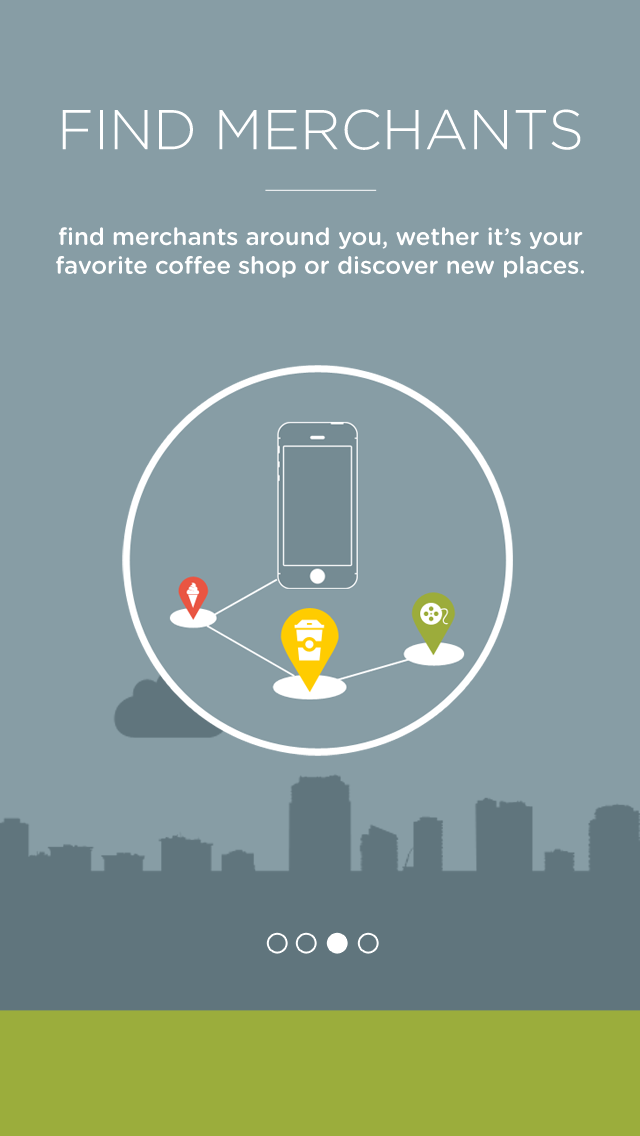 FIND MERCHANTS
find merchants around you, wether it’s your
favorite coffee shop or discover new places.